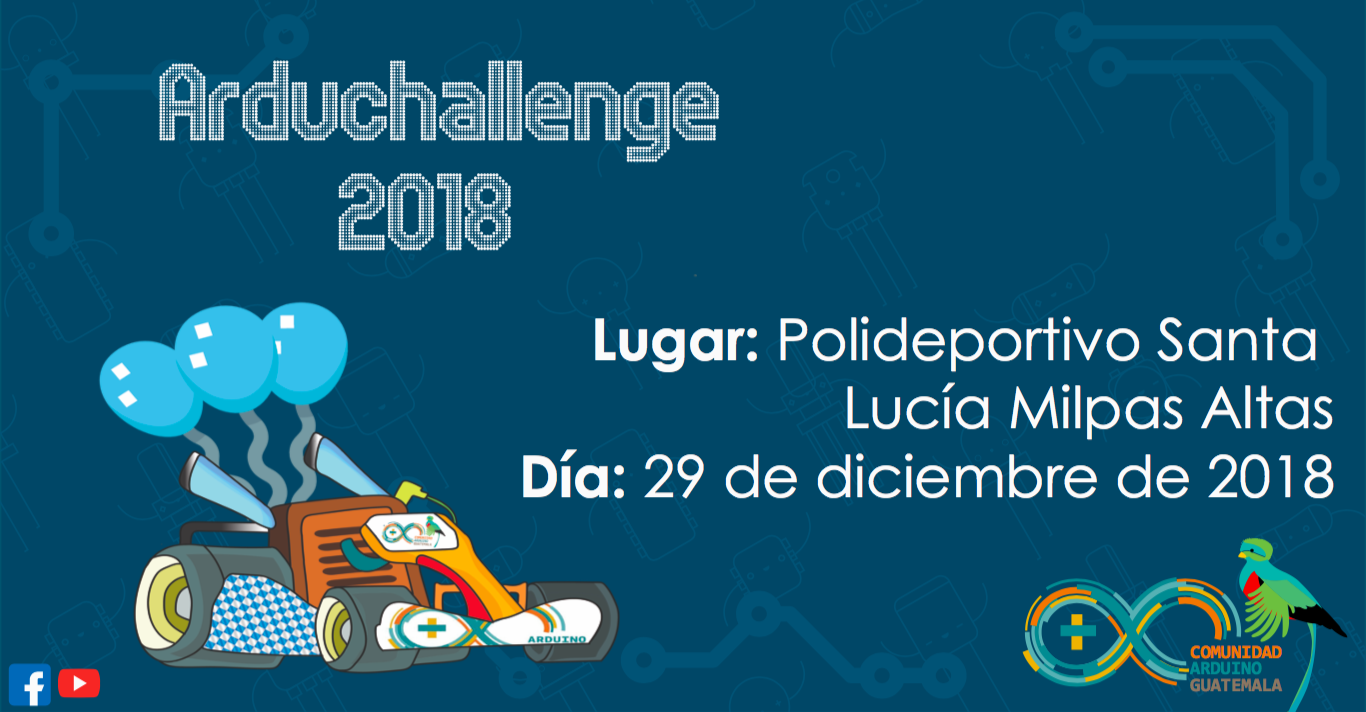 Arduchallenge
2018
Lugar: Polideportivo Santa
Lucía Milpas Altas
Día: 29 de diciembre de 2018
ARDUINO
COMUNIDAD
ARDUINO
GUATEMALA